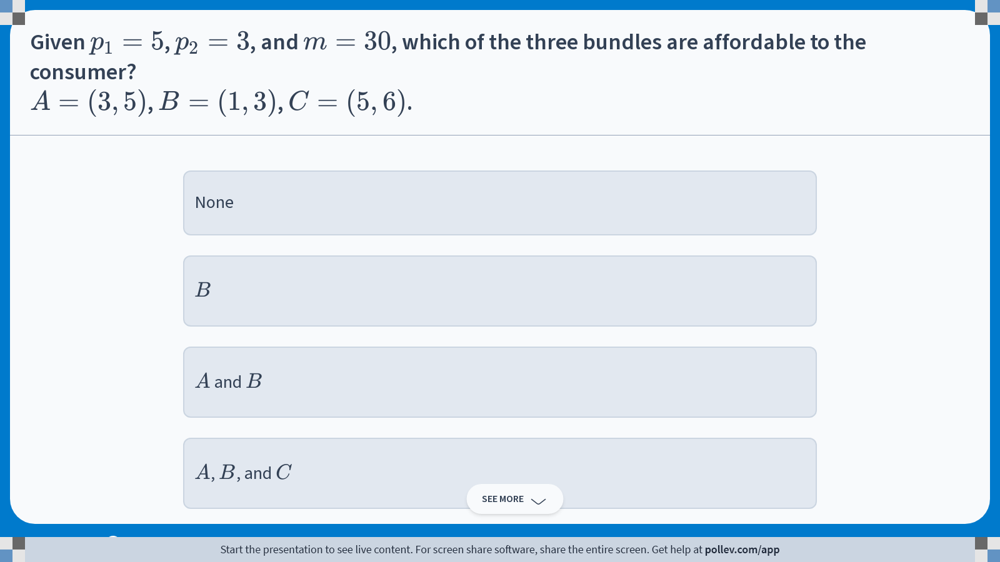 Given p₁ = 5, p₂ = 3, and m = 30, which of the three bundles are affordable to the
consumer?
A = (3, 5), B = (1, 3), C = (5, 6).
None
B
A and B
A, B, and C
SEE MORE
Start the presentation to see live content. For screen share software, share the entire screen. Get help at pollev.com/app